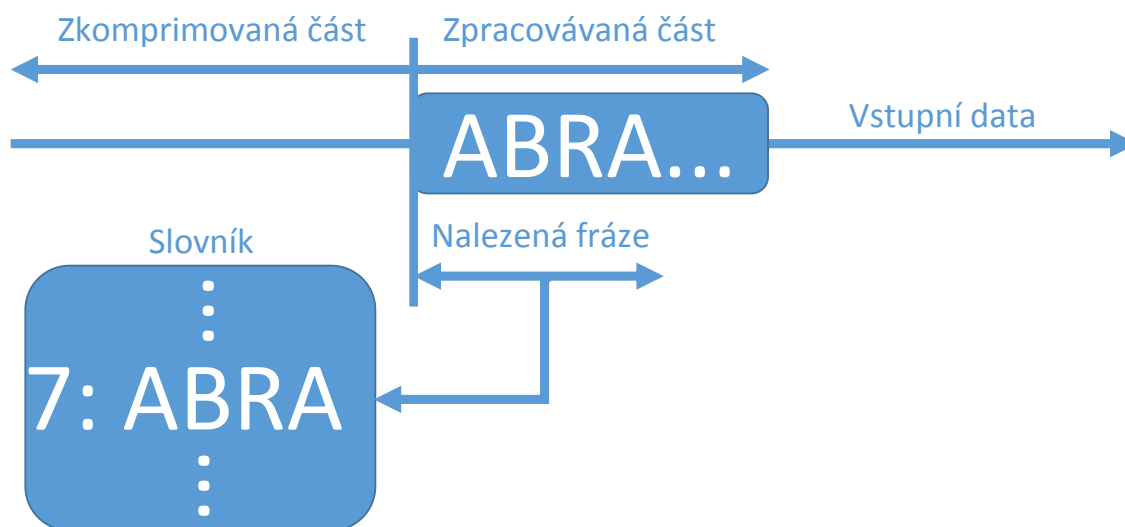 Zkomprimovaná část
Zpracovávaná část
ABRA...
Vstupní data
Nalezená fráze
Slovník
7: ABRA